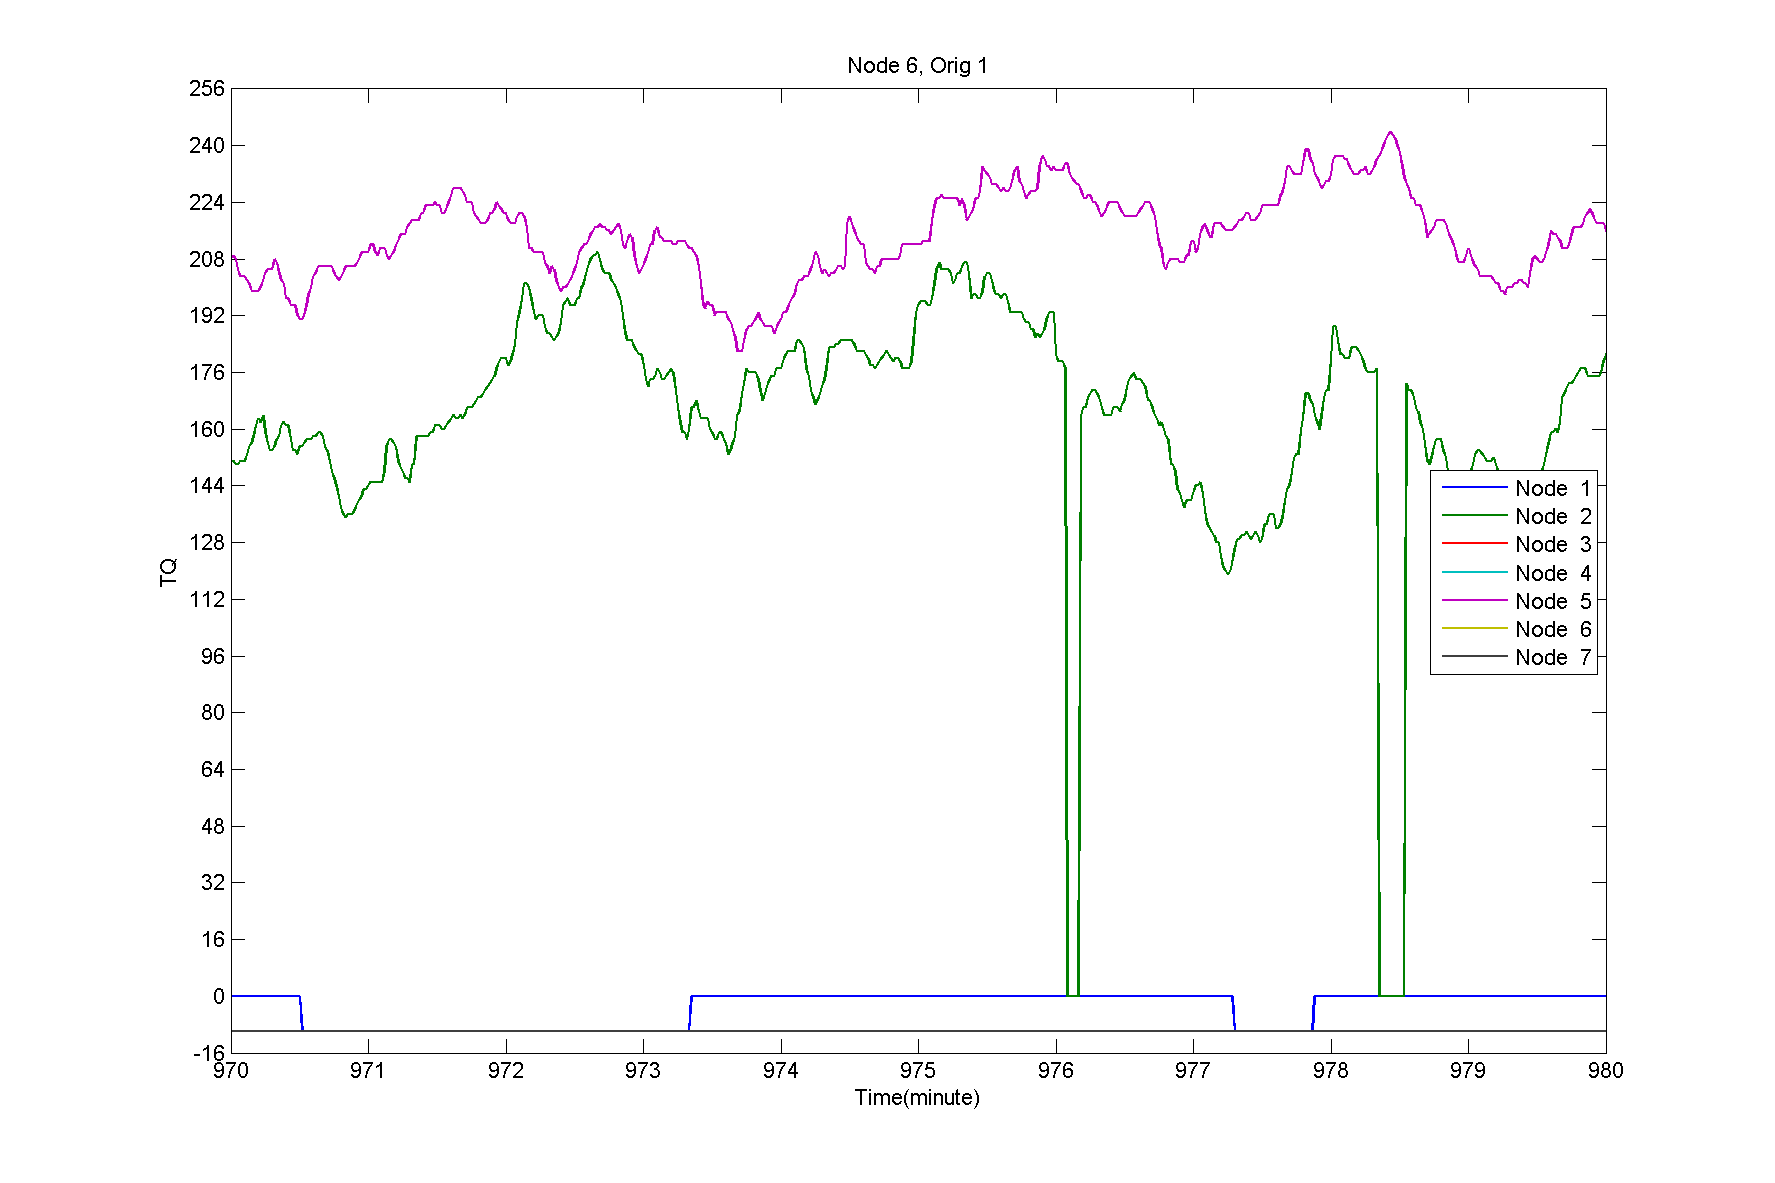 Node 6, Orig 1
256
240
224
208
192
176
160
144
128
112
96
80
64
48
32
16
0
-16
TQ
Node 1
Node 2
Node 3
Node 4
Node 5
Node 6
Node 7
970 971 972 973 974 975 976 977 978 979 980
Time(minute)